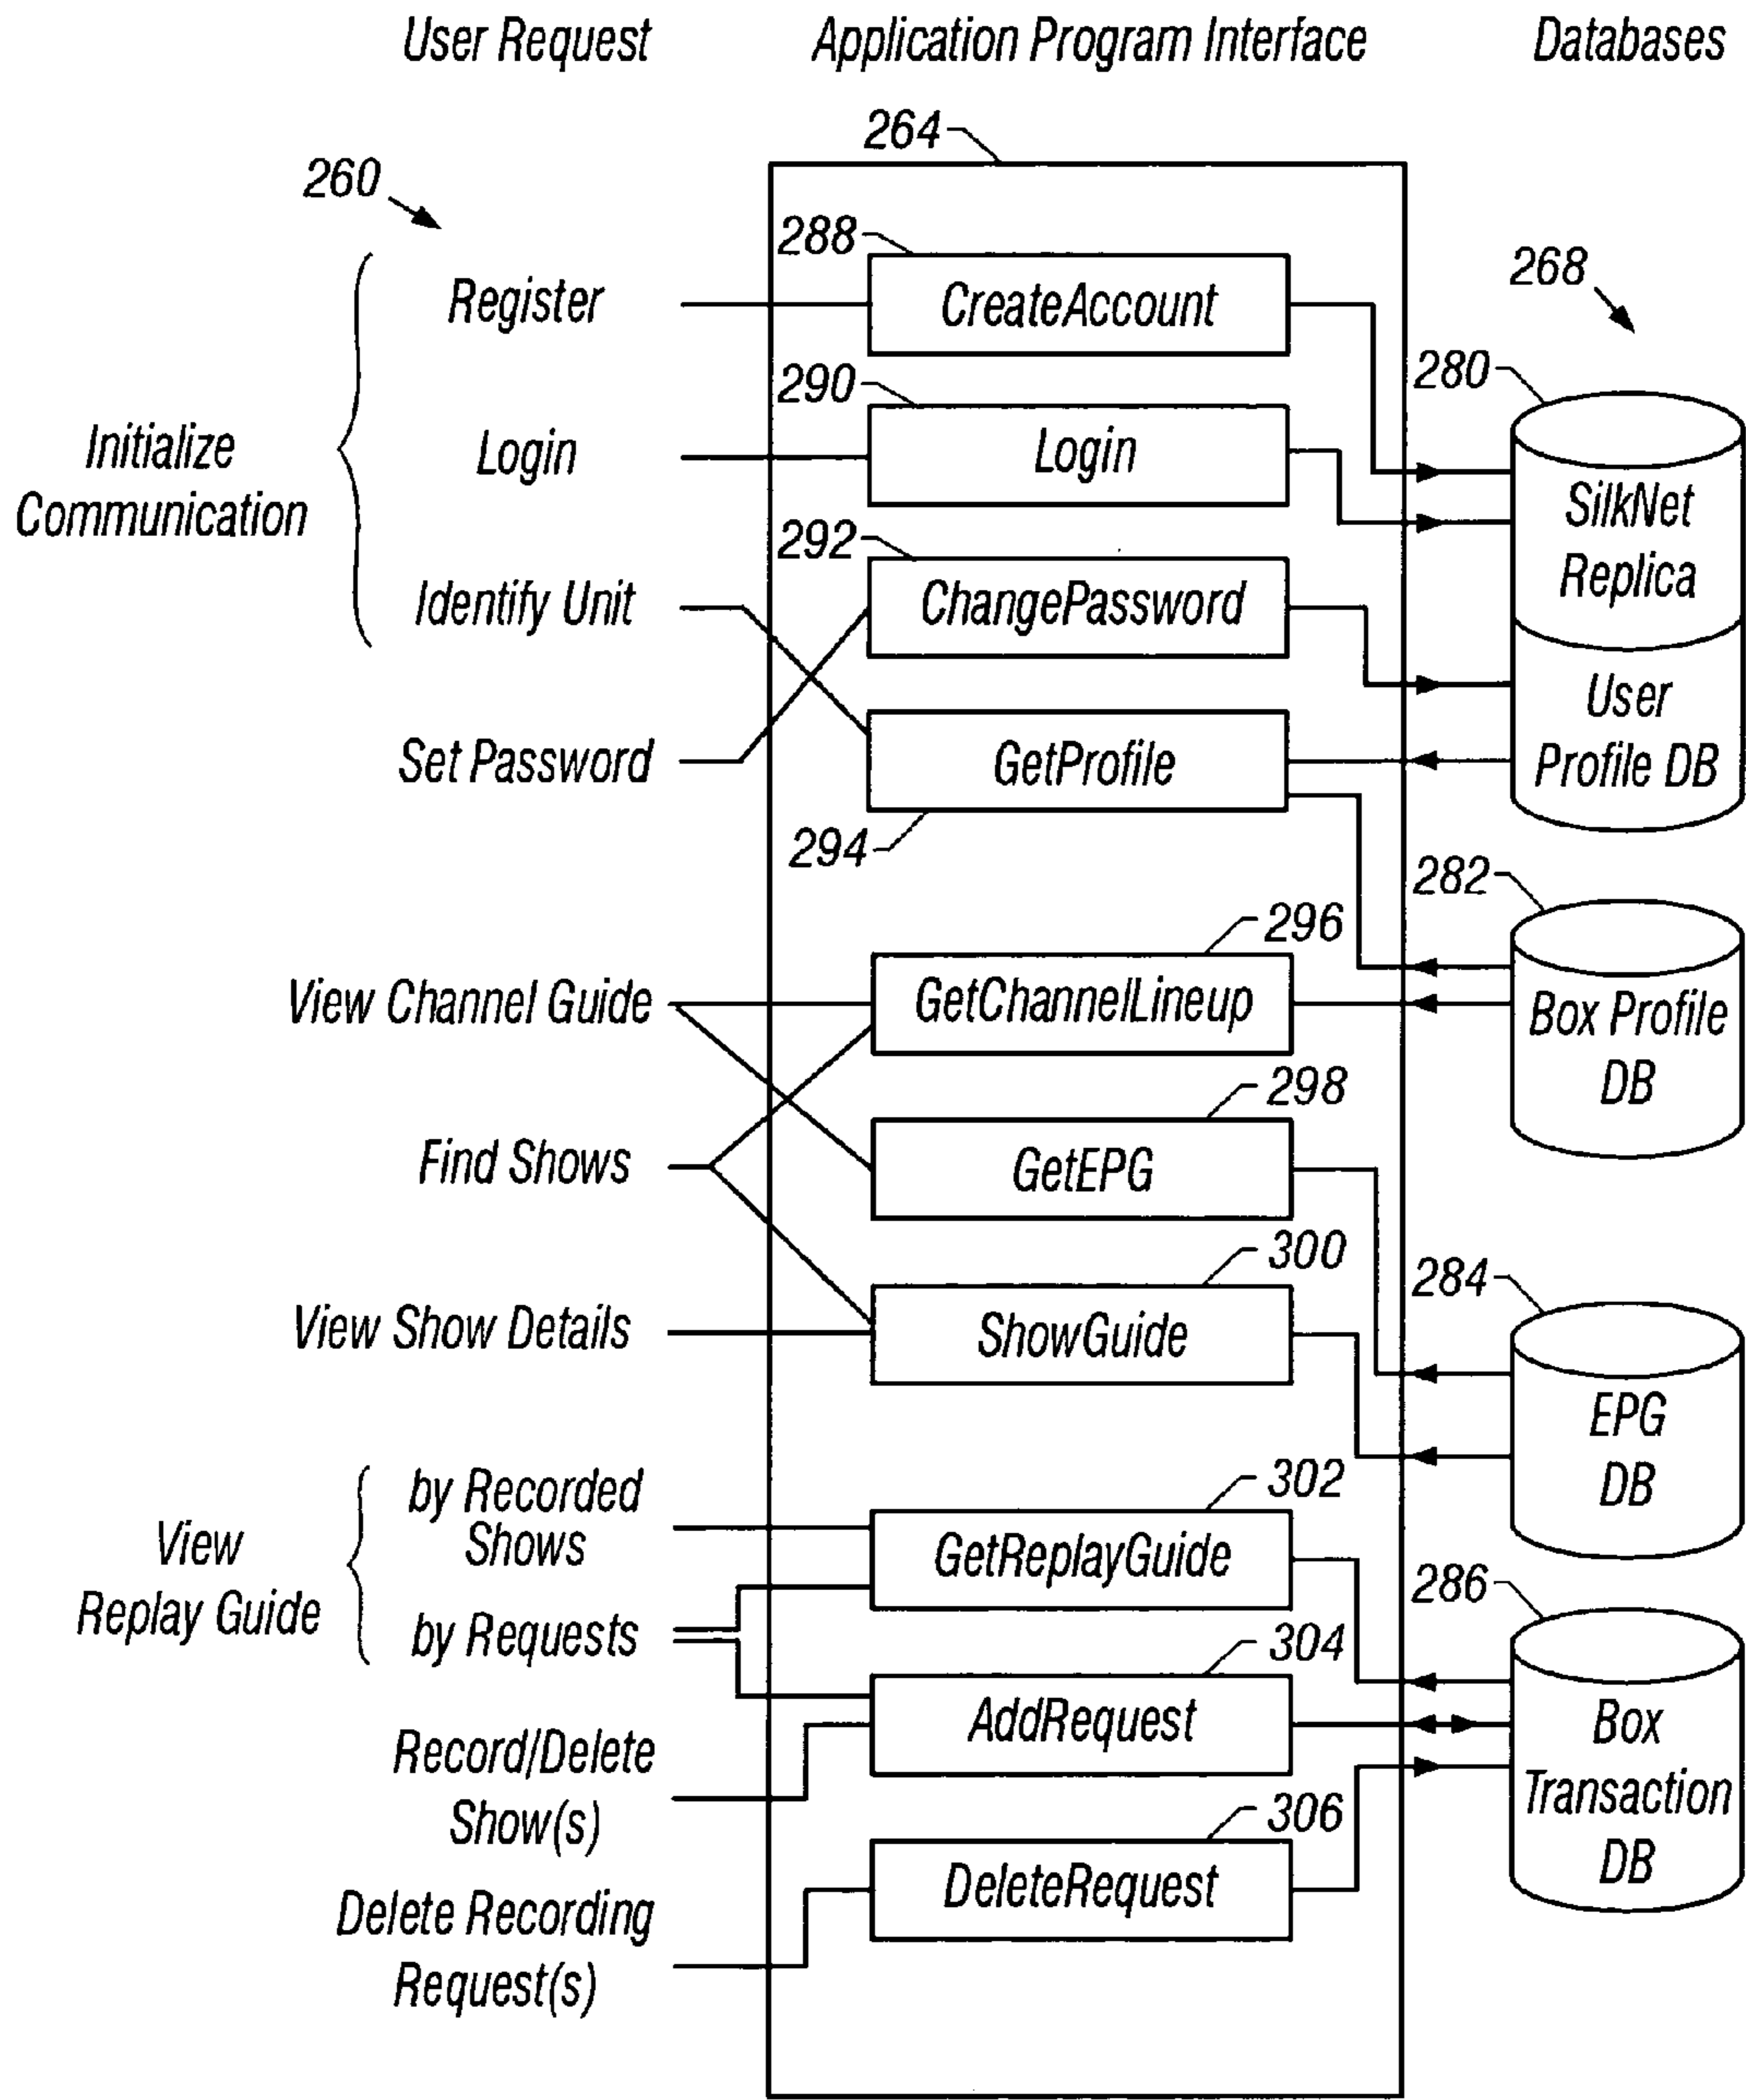 User Request
Application Program Interface
Databases
264
260
288
Register
CreateAccount
268
280
290
Initialize
Communication
Login
Login
SilkNet
Replica
292
Identify Unit
ChangePassword
User
Profile DB
Set Password
GetProfile
294
282
296
View Channel Guide
GetChannelLineup
Box Profile
DB
298
Find Shows
GetEPG
300
284
View Show Details
ShowGuide
EPG
DB
302
View
Replay Guide
by Recorded
Shows
GetReplayGuide
286
by Requests
304
AddRequest
Box
Transaction
DB
Record/Delete
Show(s)
306
DeleteRequest
Delete Recording
Request(s)